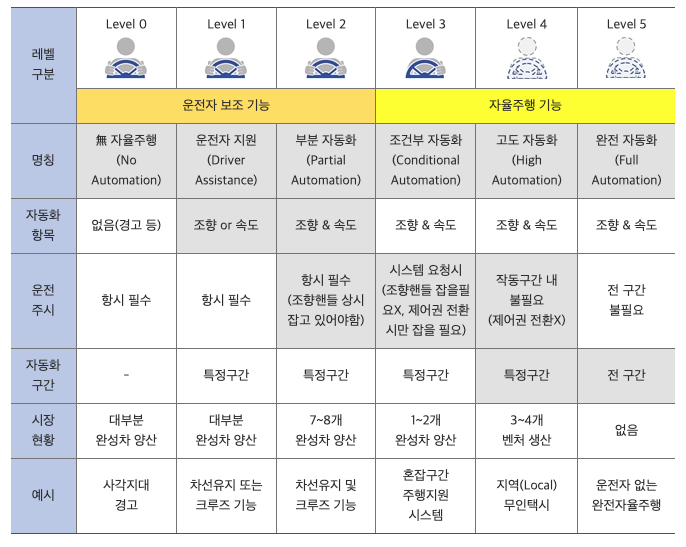 레벨
구분
Level 0
Level 1
Level 2
Level 3
Level 4
Level 5
운전자 보조 기능
자율주행 기능
명칭
無 자율주행
(No
Automation)
운전자 지원
(Driver
Assistance)
부분 자동화
(Partial
Automation)
조건부 자동화
(Conditional
Automation)
고도 자동화
(High
Automation)
완전 자동화
(Full
Automation)
자동화
항목
없음(경고 등)
조향 or 속도
조향 & 속도
조향 & 속도
조향 & 속도
조향 & 속도
운전
주시
항시 필수
항시 필수
항시 필수
(조향핸들 상시
잡고 있어야함)
시스템 요청시
(조향핸들 잡을필
요X, 제어권 전환
시만 잡을 필요)
작동구간 내
불필요
(제어권 전환X)
전 구간
불필요
자동화
구간
-
특정구간
특정구간
특정구간
특정구간
전 구간
시장
현황
대부분
완성차 양산
대부분
완성차 양산
7~8개
완성차 양산
1~2개
완성차 양산
3~4개
벤처 생산
없음
예시
사각지대
경고
차선유지 또는
크루즈 기능
차선유지 및
크루즈 기능
혼잡구간
주행지원
시스템
지역(Local)
무인택시
운전자 없는
완전자율주행